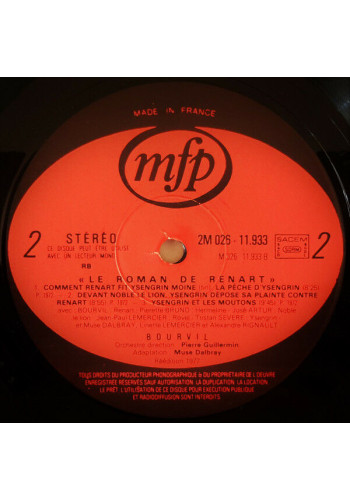 MADE IN FRANCE
mfp
2
STÉRÉO
CE DISQUE PEUT ÊTRE UTILISÉ
AVEC UN LECTEUR MONO
RB
2M 026 - 11.933
M 026 11.933 B
SACEM
2
« LE ROMAN DE RENART »
1. COMMENT RENART FIT YSENGRIN MOINE LA PÊCHE D'YSENGRIN
2. DEVANT NOBLE LE LION, YSENGRIN DÉPOSE SA PLAINTE CONTRE
RENART YSENGRIN ET LES MOUTONS
avec : BOURVIL : Renart Pierrette BRUNO : Hermeline José ARTUR : Noble
Jean Paul LEMERCIER Tristan SEVERE : Ysengrin
et Muse DALBRAY, Linette LEMERCIER et Alexandre RIGNAULT
BOURVIL
Orchestre direction : Pierre Guillermin
Adaptation : Muse Dalbray
TOUS DROITS DU PRODUCTEUR PHONOGRAPHIQUE & DU PROPRIÉTAIRE DE L'ŒUVRE
ENREGISTRÉE RÉSERVÉS SAUF AUTORISATION. LA DUPLICATION, LA LOCATION,
LE PRÊT, L'UTILISATION DE CE DISQUE POUR EXÉCUTION PUBLIQUE
ET RADIODIFFUSION SONT INTERDITS.